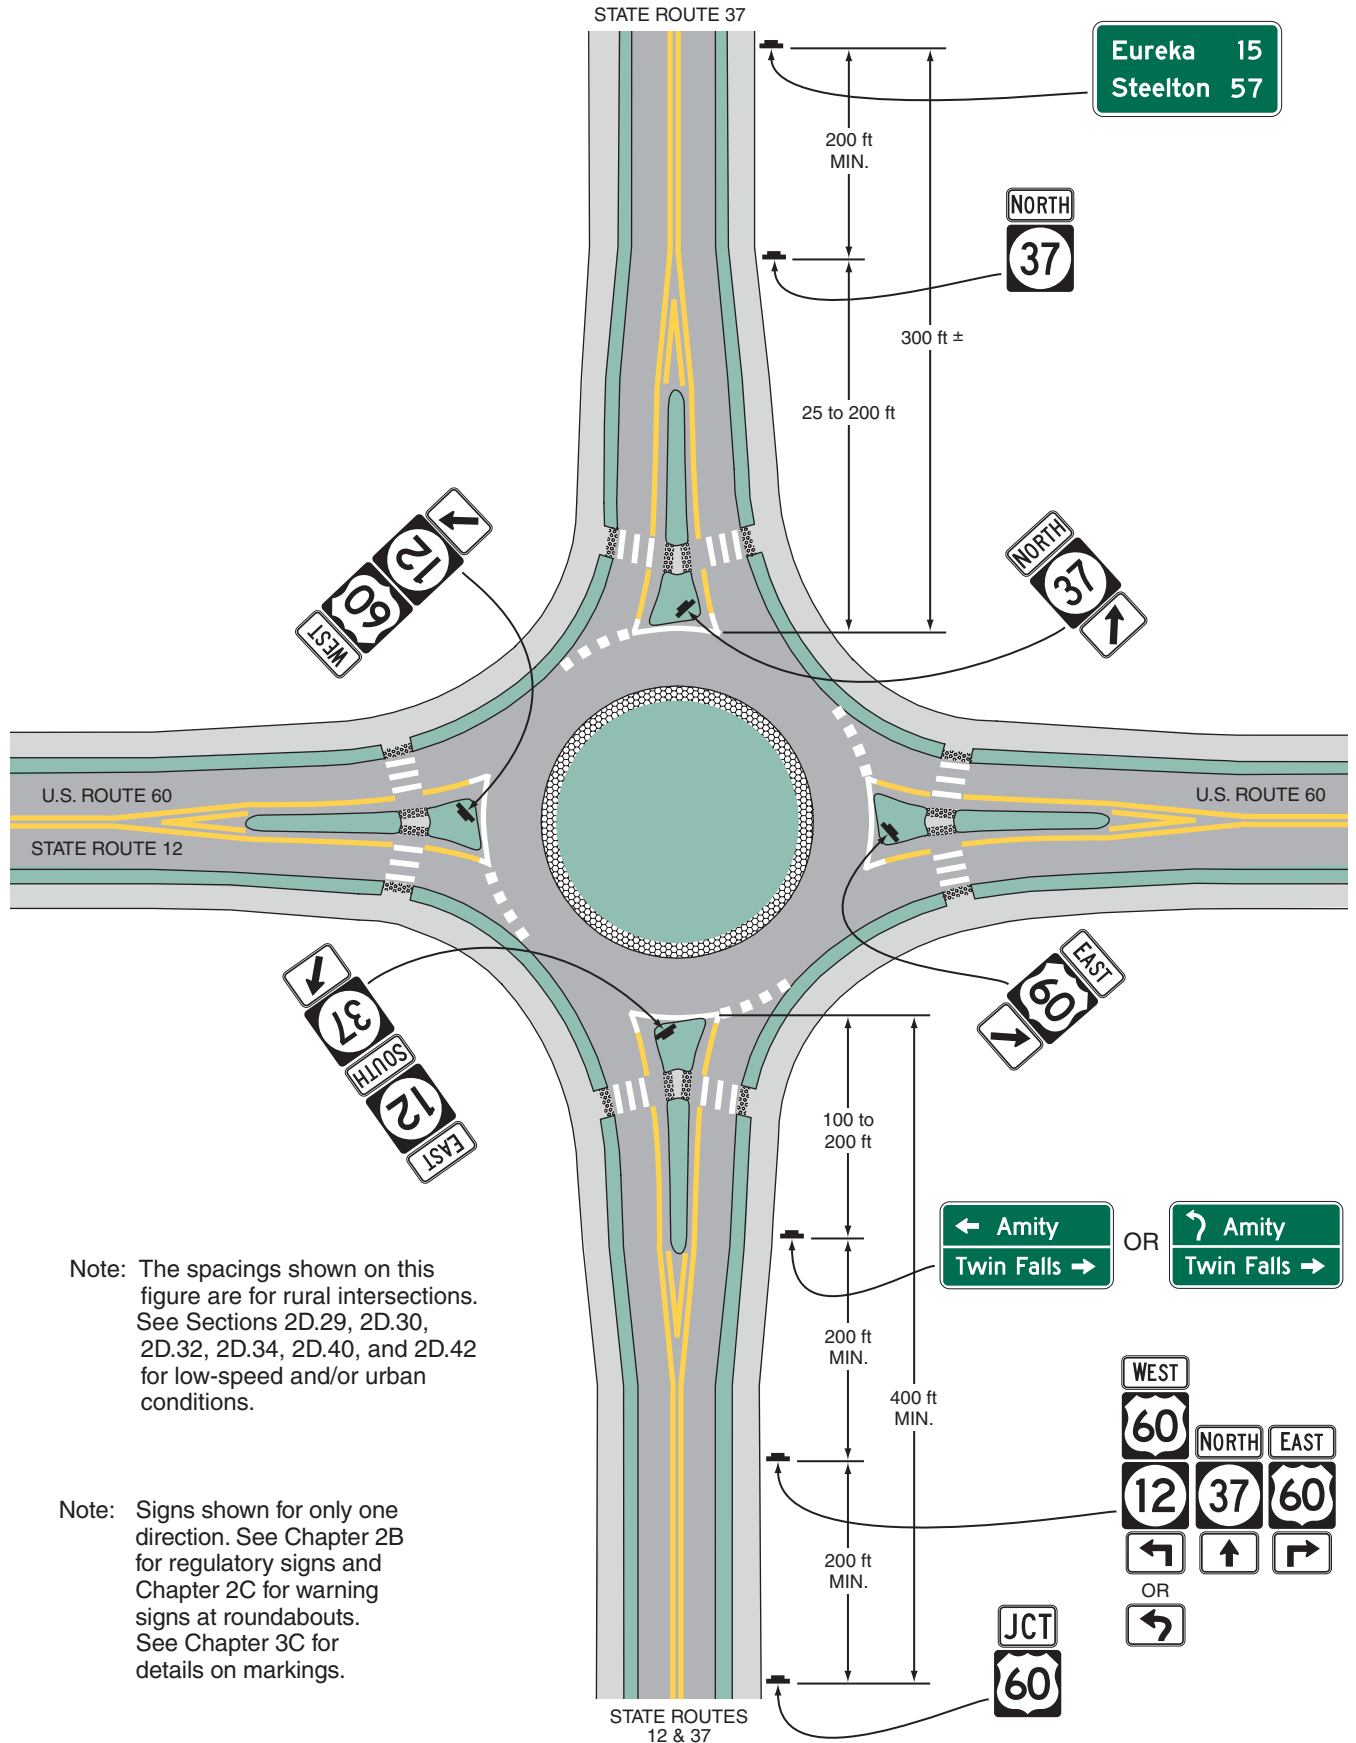 STATE ROUTE 37
Eureka 15
Steelton 57
200 ft
MIN.
NORTH
37
300 ft ±
25 to 200 ft
12
60
WEST
NORTH
37
U.S. ROUTE 60
STATE ROUTE 12
U.S. ROUTE 60
37
SOUTH
12
EAST
EAST
60
100 to
200 ft
Amity
Twin Falls
OR
Amity
Twin Falls
Note: The spacings shown on this
figure are for rural intersections.
See Sections 2D.29, 2D.30,
2D.32, 2D.34, 2D.40, and 2D.42
for low-speed and/or urban
conditions.
200 ft
MIN.
400 ft
MIN.
WEST
60
12
NORTH
37
EAST
60
OR
Note: Signs shown for only one
direction. See Chapter 2B
for regulatory signs and
Chapter 2C for warning
signs at roundabouts.
See Chapter 3C for
details on markings.
200 ft
MIN.
JCT
60
STATE ROUTES
12 & 37